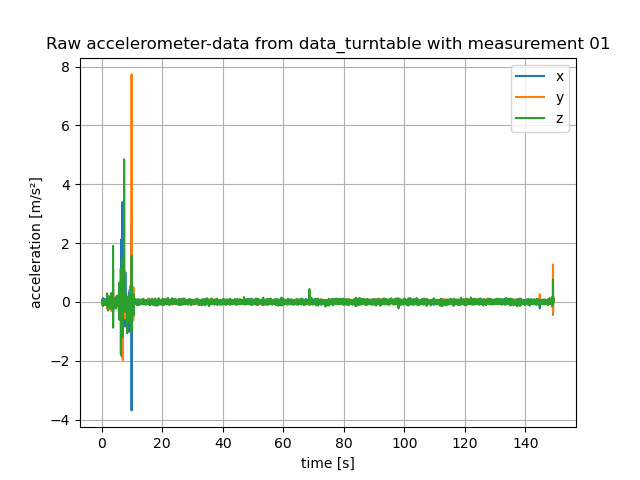 Raw accelerometer-data from data_turntable with measurement 01
x
y
z
8
6
4
2
0
−2
−4
acceleration [m/s²]
0 20 40 60 80 100 120 140
time [s]